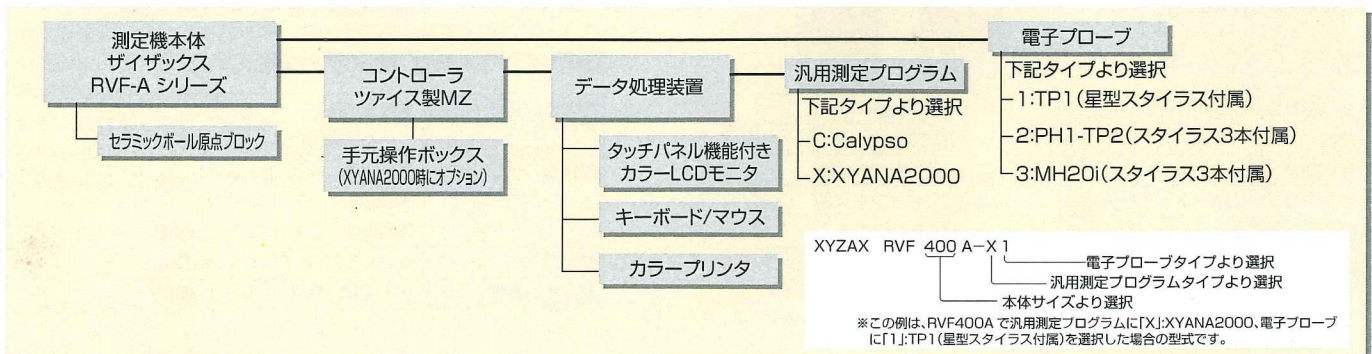 測定機本体
ザイザックス
RVF-A シリーズ
セラミックボール原点ブロック
コントローラ
ツァイス製MZ
手元操作ボックス
(XYANA2000時にオプション)
データ処理装置
タッチパネル機能付き
カラーLCDモニタ
キーボード/マウス
カラープリンタ
汎用測定プログラム
下記タイプより選択
C:Calypso
X:XYANA2000
電子プローブ
下記タイプより選択
1:TP1(星型スタイラス付属)
2:PH1-TP2(スタイラス3本付属)
3:MH20i(スタイラス3本付属)
XYZAX RVF 400 A-X 1
電子プローブタイプより選択
汎用測定プログラムタイプより選択
本体サイズより選択
※この例は、RVF400Aで汎用測定プログラムに「X」:XYANA2000、電子プローブ
に「1」:TP1(星型スタイラス付属)を選択した場合の型式です。